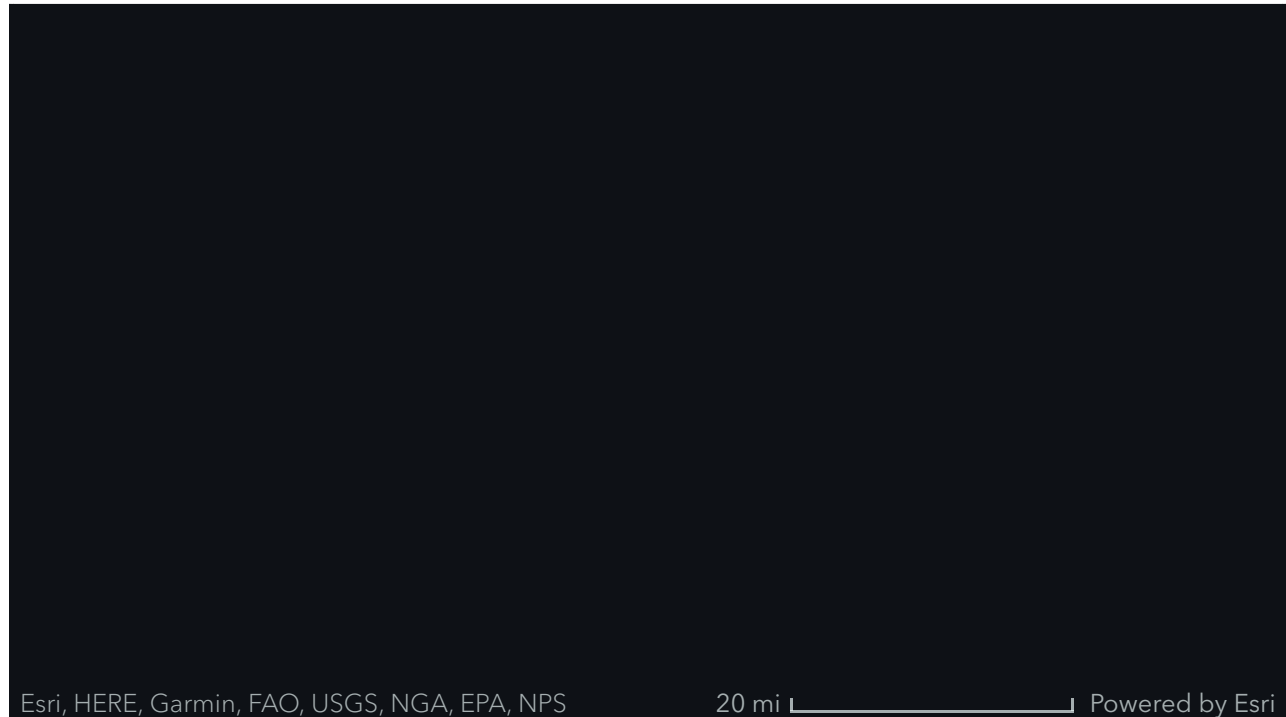 Esri, HERE, Garmin, FAO, USGS, NGA, EPA, NPS 20 mi Powered by Esri